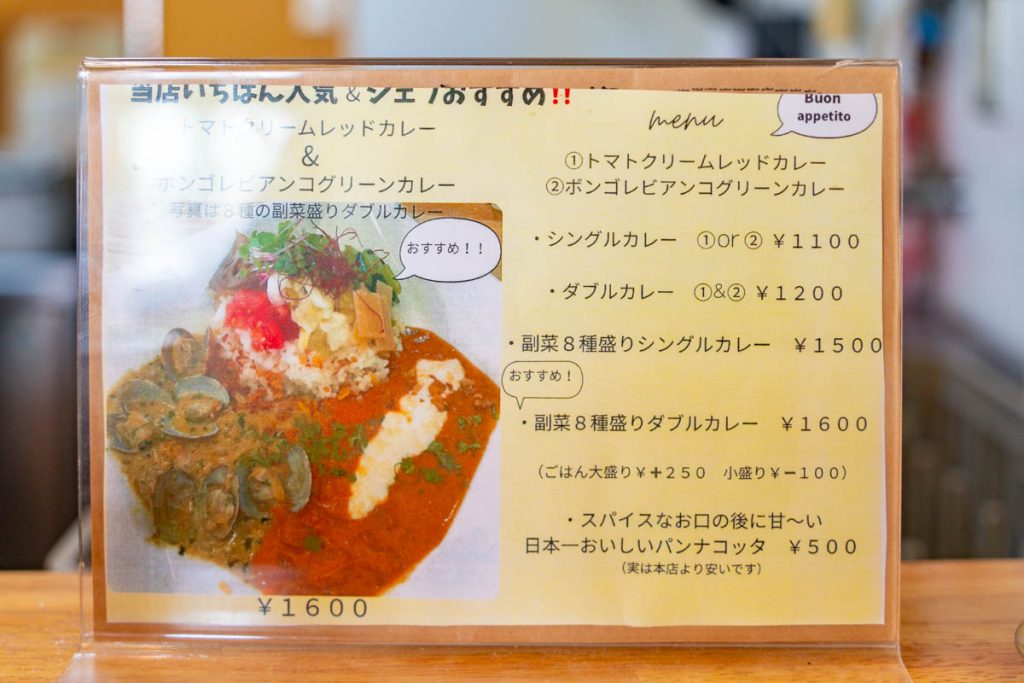 当店いちばん人気&シェフおすすめ!!
トマトクリームレッドカレー
&
ボンゴレビアンコグリーンカレー
写真は8種の副菜盛りダブルカレー
おすすめ!!
¥1600
menu
Buon
appetito
①トマトクリームレッドカレー
②ボンゴレビアンコグリーンカレー
・シングルカレー ①or② ¥1100
・ダブルカレー ①&② ¥1200
・副菜8種盛りシングルカレー ¥1500
おすすめ!
・副菜8種盛りダブルカレー ¥1600
(ごはん大盛り¥+250 小盛り¥-100)
・スパイスなお口の後に甘〜い
日本一おいしいパンナコッタ ¥500
(実は本店より安いです)